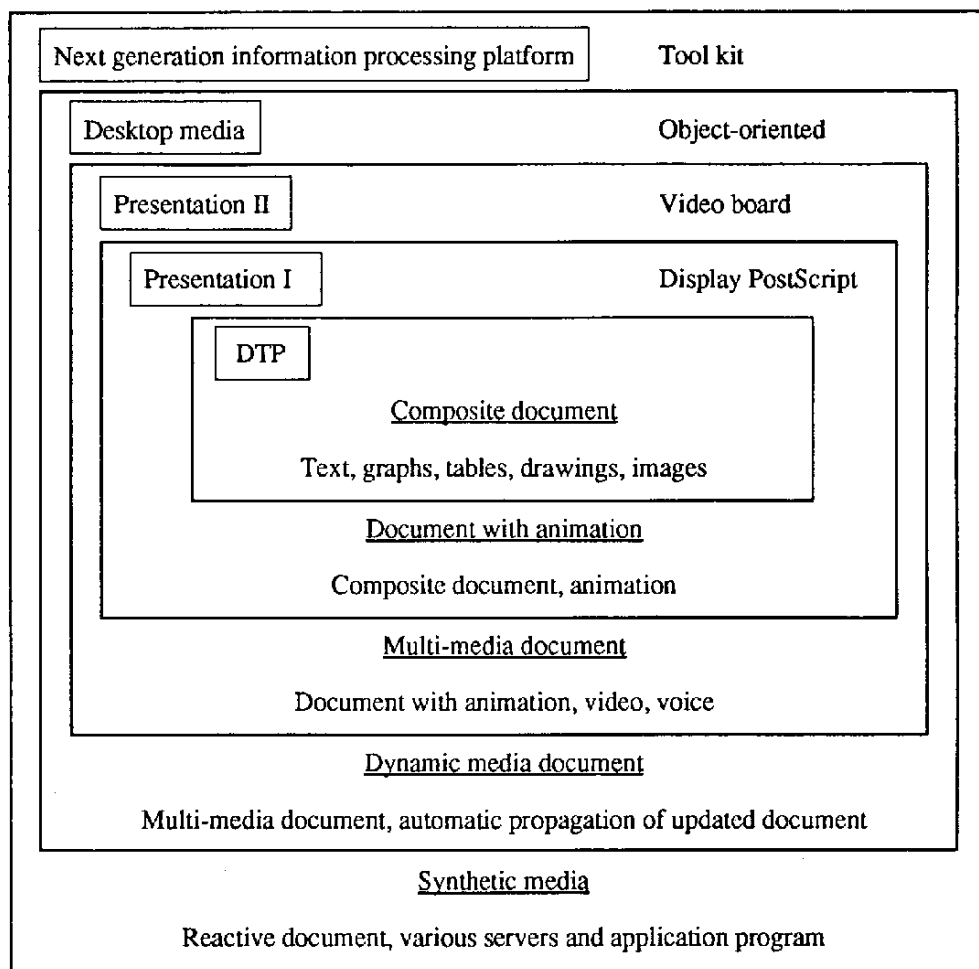 Next generation information processing platform Tool kit
Desktop media Object-oriented
Presentation II Video board
Presentation I Display PostScript
DTP
Composite document
Text, graphs, tables, drawings, images
Document with animation
Composite document, animation
Multi-media document
Document with animation, video, voice
Dynamic media document
Multi-media document, automatic propagation of updated document
Synthetic media
Reactive document, various servers and application program